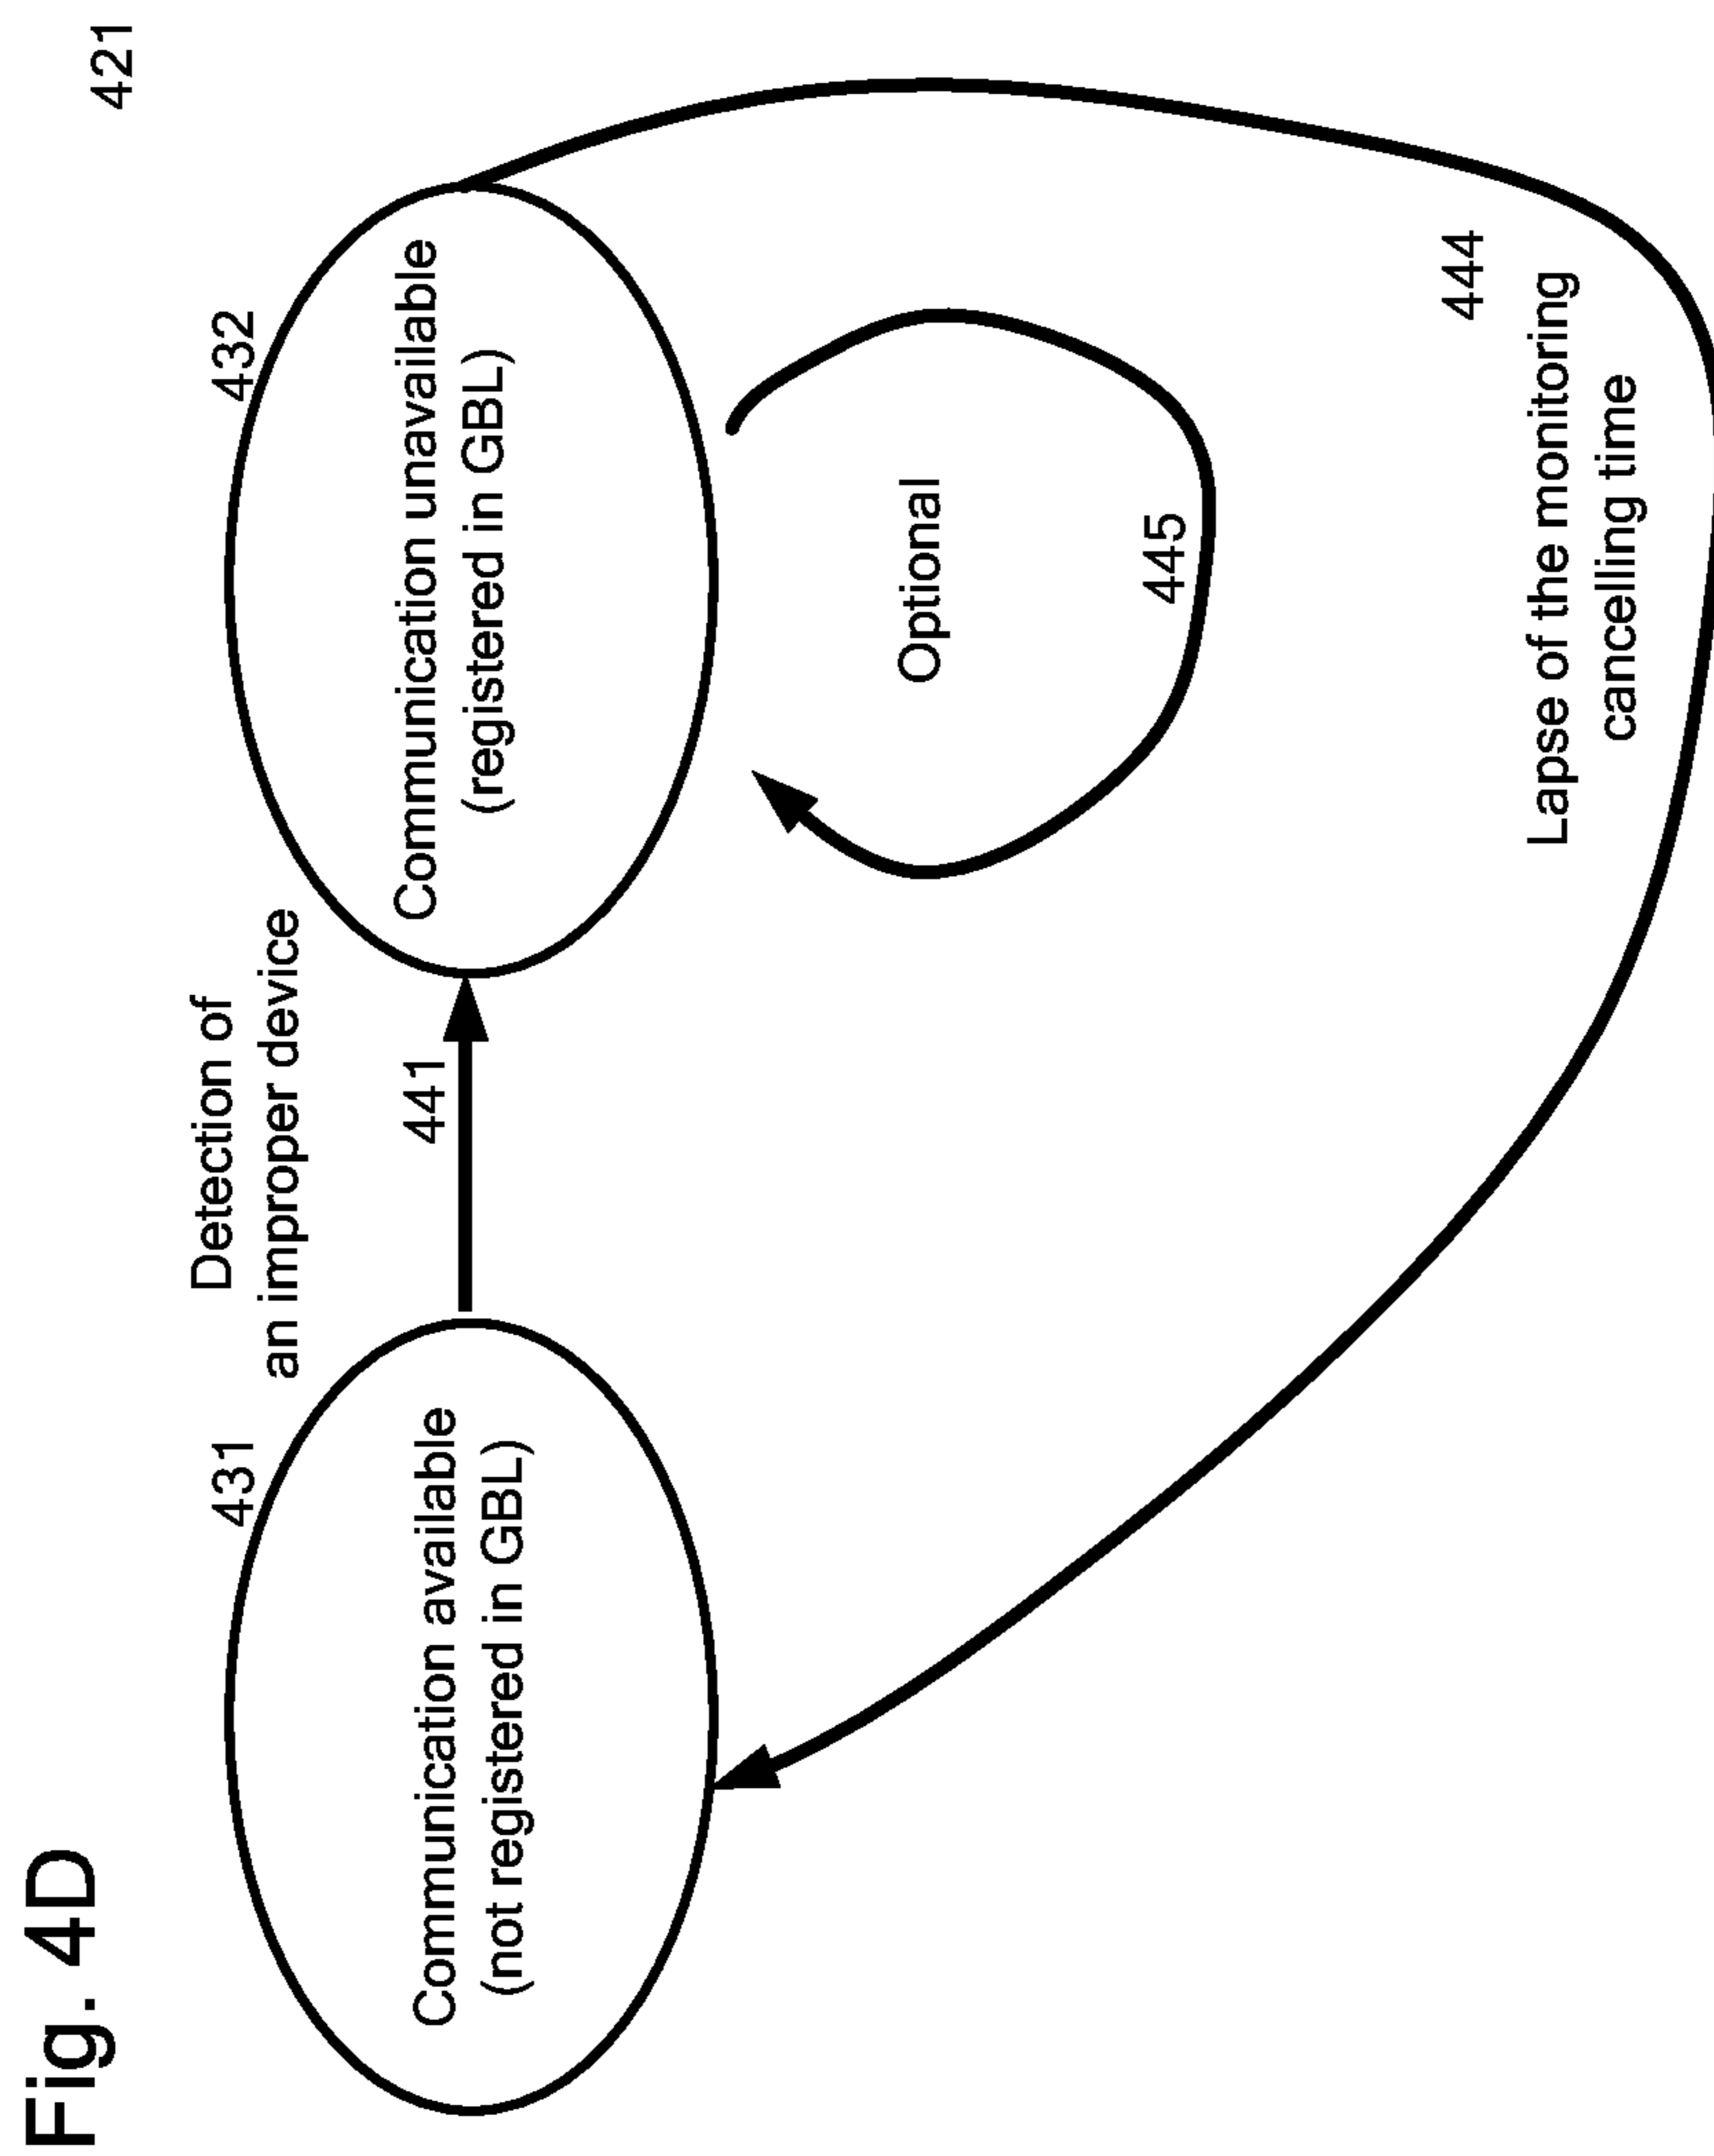 Fig. 4D
421
Detection of
an improper device
431
432
Communication available
(not registered in GBL)
441
Communication unavailable
(registered in GBL)
Optional
445
444
Lapse of the monitoring
cancelling time